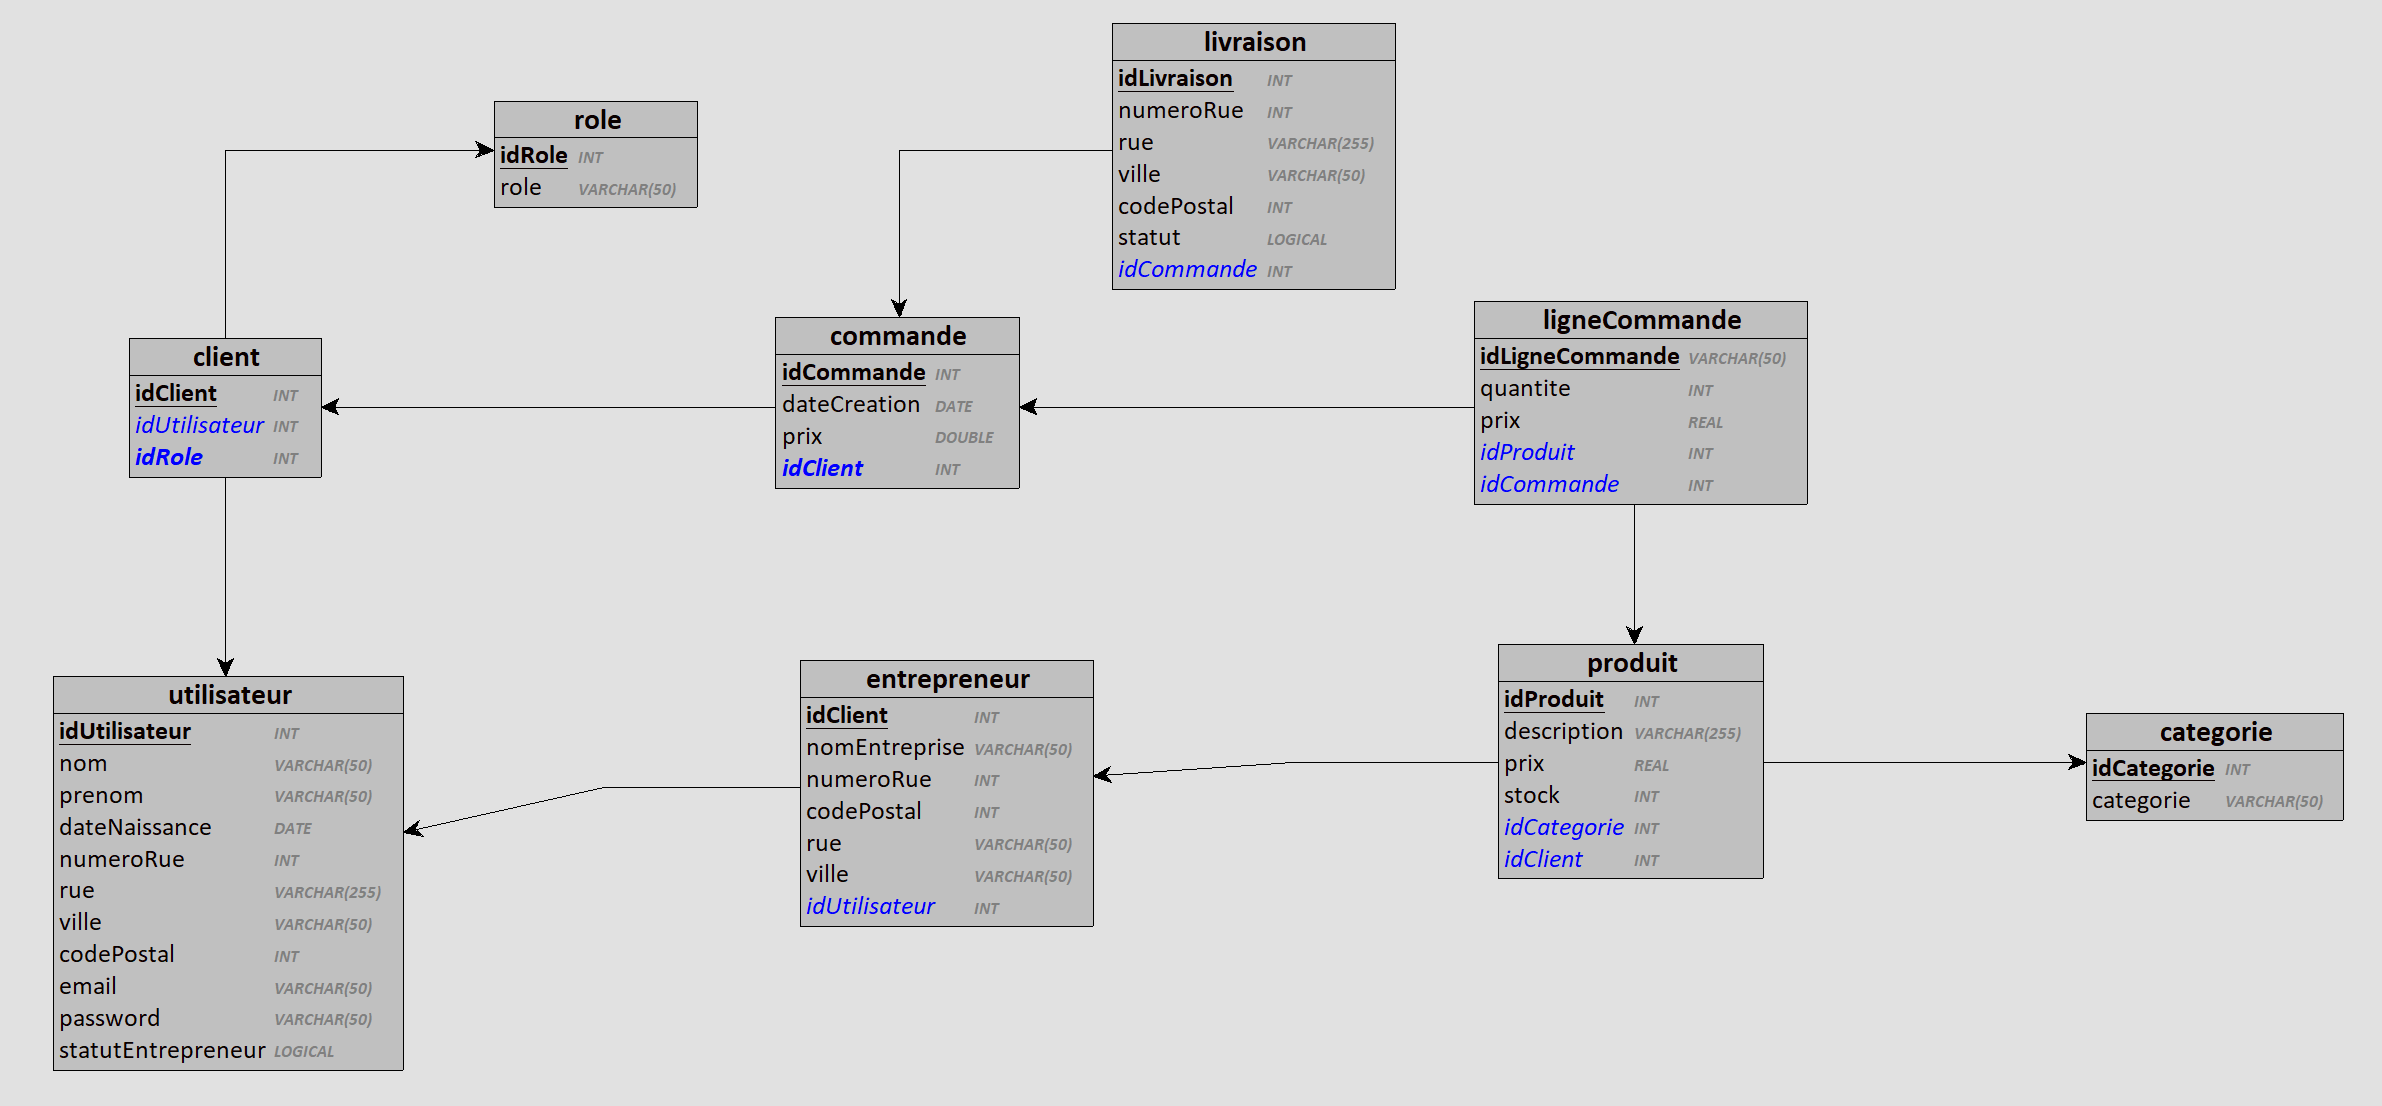 livraison
idLivraison INT
numeroRue INT
rue VARCHAR(255)
ville VARCHAR(50)
codePostal INT
statut LOGICAL
idCommande INT
role
idRole INT
role VARCHAR(50)
client
idClient INT
idUtilisateur INT
idRole INT
commande
idCommande INT
dateCreation DATE
prix DOUBLE
idClient INT
ligneCommande
idLigneCommande VARCHAR(50)
quantite INT
prix REAL
idProduit INT
idCommande INT
utilisateur
idUtilisateur INT
nom VARCHAR(50)
prenom VARCHAR(50)
dateNaissance DATE
numeroRue INT
rue VARCHAR(255)
ville VARCHAR(50)
codePostal INT
email VARCHAR(50)
password VARCHAR(50)
statutEntrepreneur LOGICAL
entrepreneur
idClient INT
nomEntreprise VARCHAR(50)
numeroRue INT
codePostal INT
rue VARCHAR(50)
ville VARCHAR(50)
idUtilisateur INT
produit
idProduit INT
description VARCHAR(255)
prix REAL
stock INT
idCategorie INT
idClient INT
categorie
idCategorie INT
categorie VARCHAR(50)